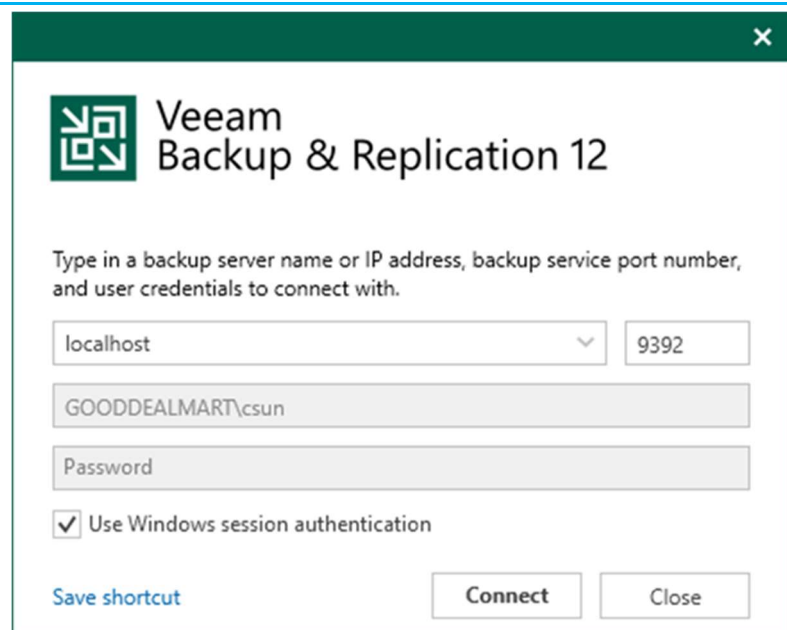 Veeam
Backup & Replication 12
Type in a backup server name or IP address, backup service port number,
and user credentials to connect with.
localhost
9392
GOODDEALMART\csun
Password
Use Windows session authentication
Save shortcut
Connect
Close